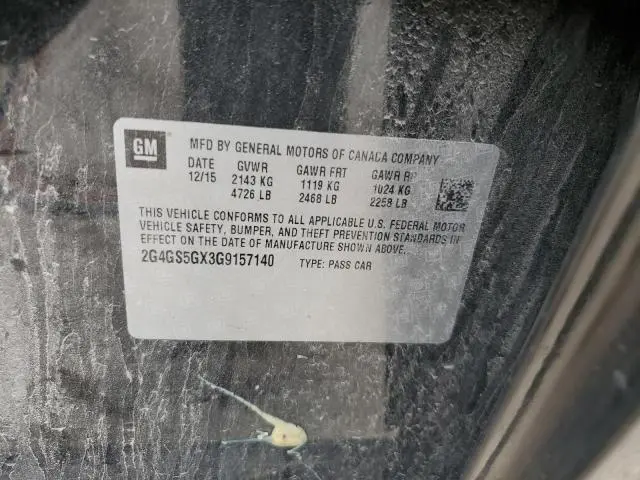 GM
MFD BY GENERAL MOTORS OF CANADA COMPANY
DATE GVWR GAWR FRT GAWR RR
12/15 2143 KG 1119 KG 1024 KG
4726 LB 2468 LB 2258 LB
THIS VEHICLE CONFORMS TO ALL APPLICABLE U.S. FEDERAL MOTOR
VEHICLE SAFETY, BUMPER, AND THEFT PREVENTION STANDARDS IN
EFFECT ON THE DATE OF MANUFACTURE SHOWN ABOVE.
2G4GS5GX3G9157140 TYPE: PASS CAR